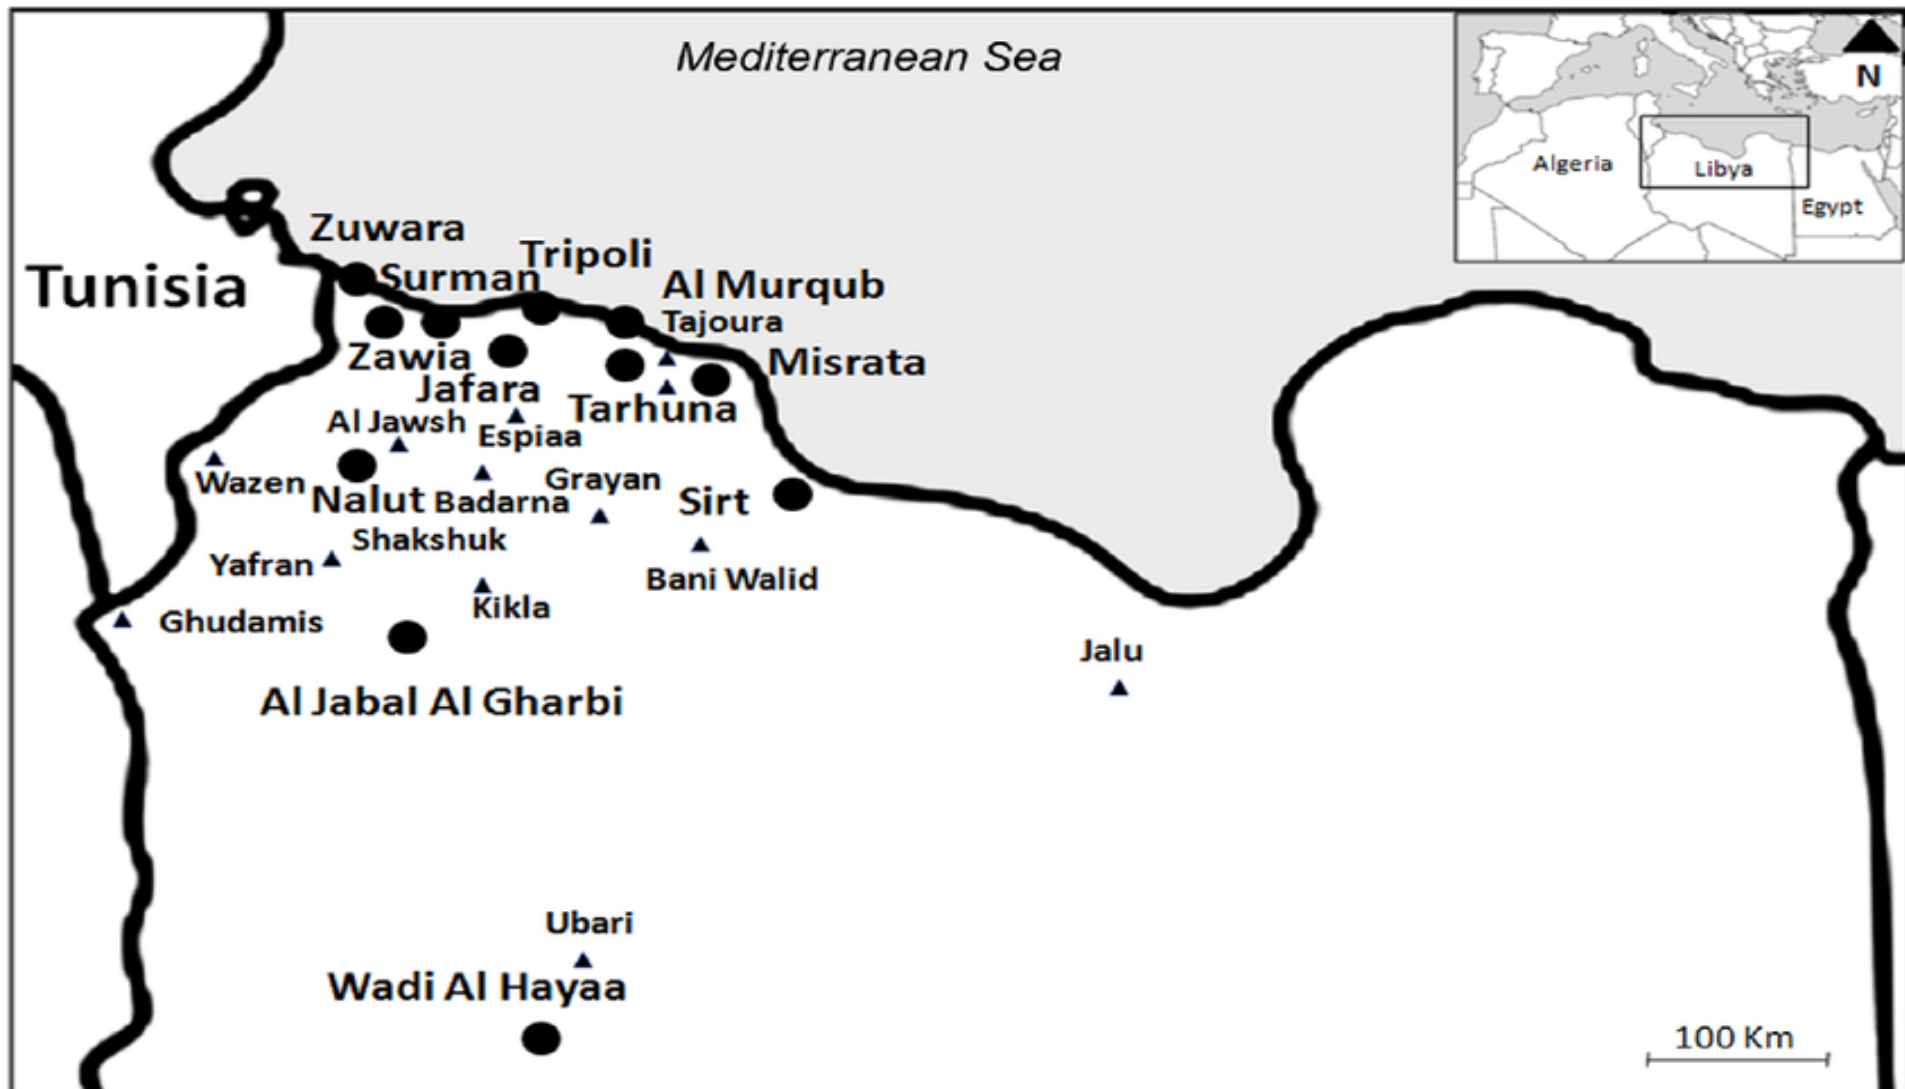 Mediterranean Sea
N
Algeria
Libya
Egypt
Zuwara
Tripoli
Surman
Al Murqub
Tunisia
Tajoura
Zawia
Misrata
Jafara
Tarhuna
Al Jawsh
Espiaa
Wazen
Grayan
Nalut
Badarna
Sirt
Shakshuk
Yafran
Bani Walid
Kikla
Ghudamis
Jalu
Al Jabal Al Gharbi
Ubari
Wadi Al Hayaa
100 Km